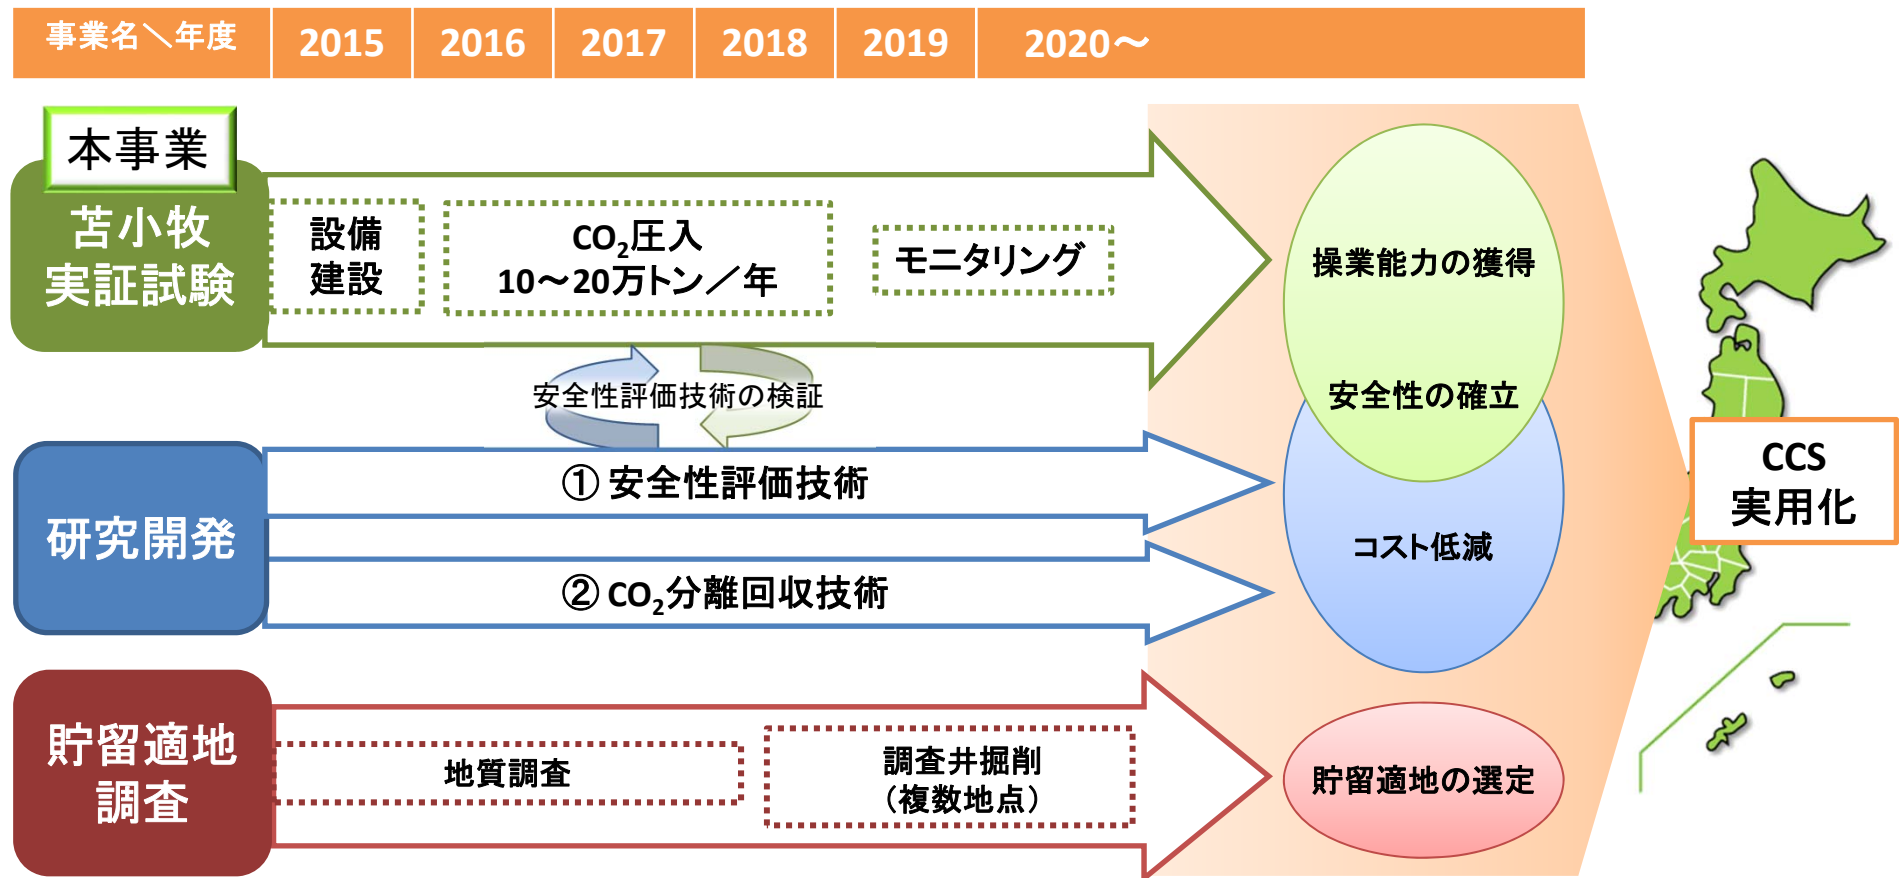 事業名＼年度 2015 2016 2017 2018 2019 2020～
本事業
苫小牧
実証試験
設備
建設
CO₂圧入
10～20万トン／年
モニタリング
操業能力の獲得
安全性の確立
安全性評価技術の検証
研究開発
① 安全性評価技術
② CO₂分離回収技術
コスト低減
CCS
実用化
貯留適地
調査
地質調査
調査井掘削
（複数地点）
貯留適地の選定